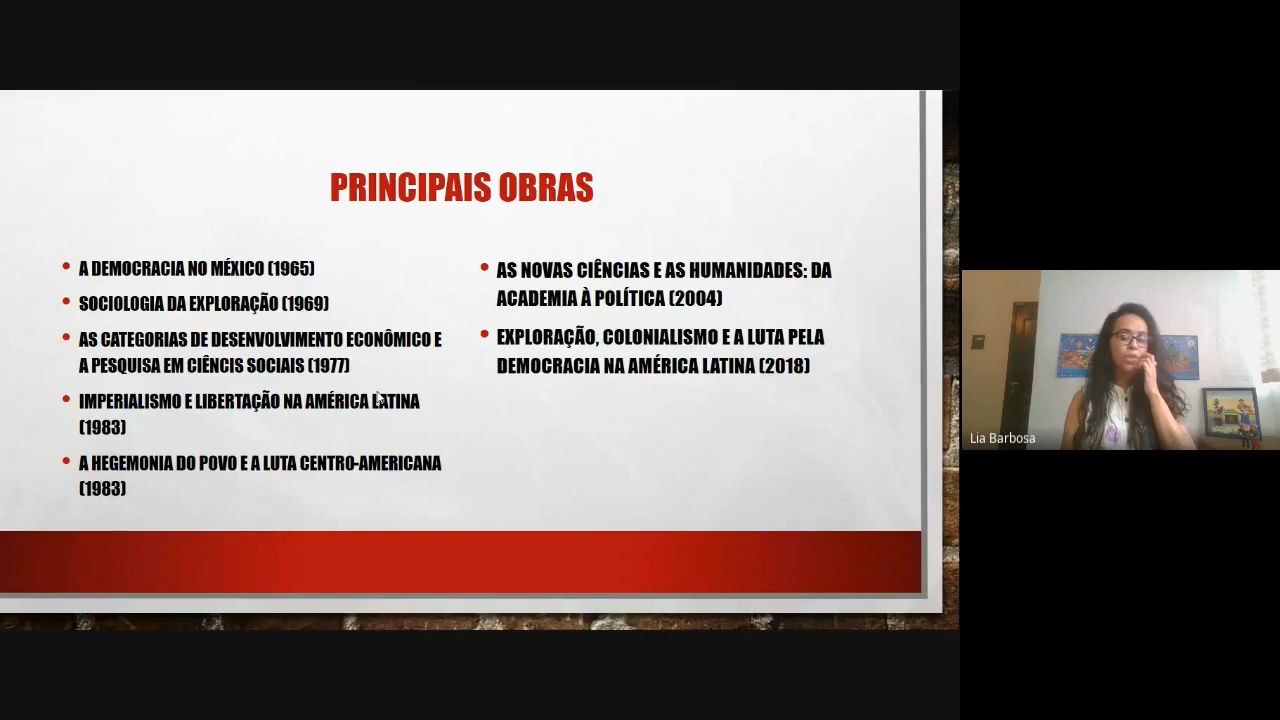 PRINCIPAIS OBRAS
• A DEMOCRACIA NO MÉXICO (1965)
• SOCIOLOGIA DA EXPLORAÇÃO (1969)
• AS CATEGORIAS DE DESENVOLVIMENTO ECONÔMICO E
A PESQUISA EM CIÊNCIS SOCIAIS (1977)
• IMPERIALISMO E LIBERTAÇÃO NA AMÉRICA LATINA
(1983)
• A HEGEMONIA DO POVO E A LUTA CENTRO-AMERICANA
(1983)
• AS NOVAS CIÊNCIAS E AS HUMANIDADES: DA
ACADEMIA À POLÍTICA (2004)
• EXPLORAÇÃO, COLONIALISMO E A LUTA PELA
DEMOCRACIA NA AMÉRICA LATINA (2018)
Lia Barbosa